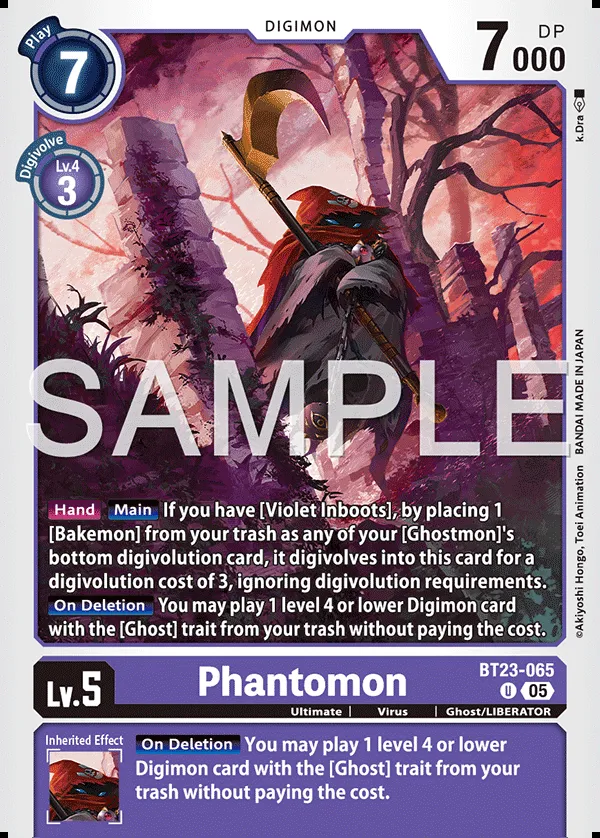 DIGIMON
Play
7
7000
DP
Digivolve
Lv.4
3
k.Dra
SAMPLE
©Akiyoshi Hongo, Toei Animation BANDAI MADE IN JAPAN
Hand Main If you have [Violet Inboots], by placing 1
[Bakemon] from your trash as any of your [Ghostmon]'s
bottom digivolution card, it digivolves into this card for a
digivolution cost of 3, ignoring digivolution requirements.
On Deletion You may play 1 level 4 or lower Digimon card
with the [Ghost] trait from your trash without paying the cost.
Lv.5
Phantomon
BT23-065
U 05
Ultimate | Virus | Ghost/LIBERATOR
Inherited Effect
On Deletion You may play 1 level 4 or lower
Digimon card with the [Ghost] trait from your
trash without paying the cost.